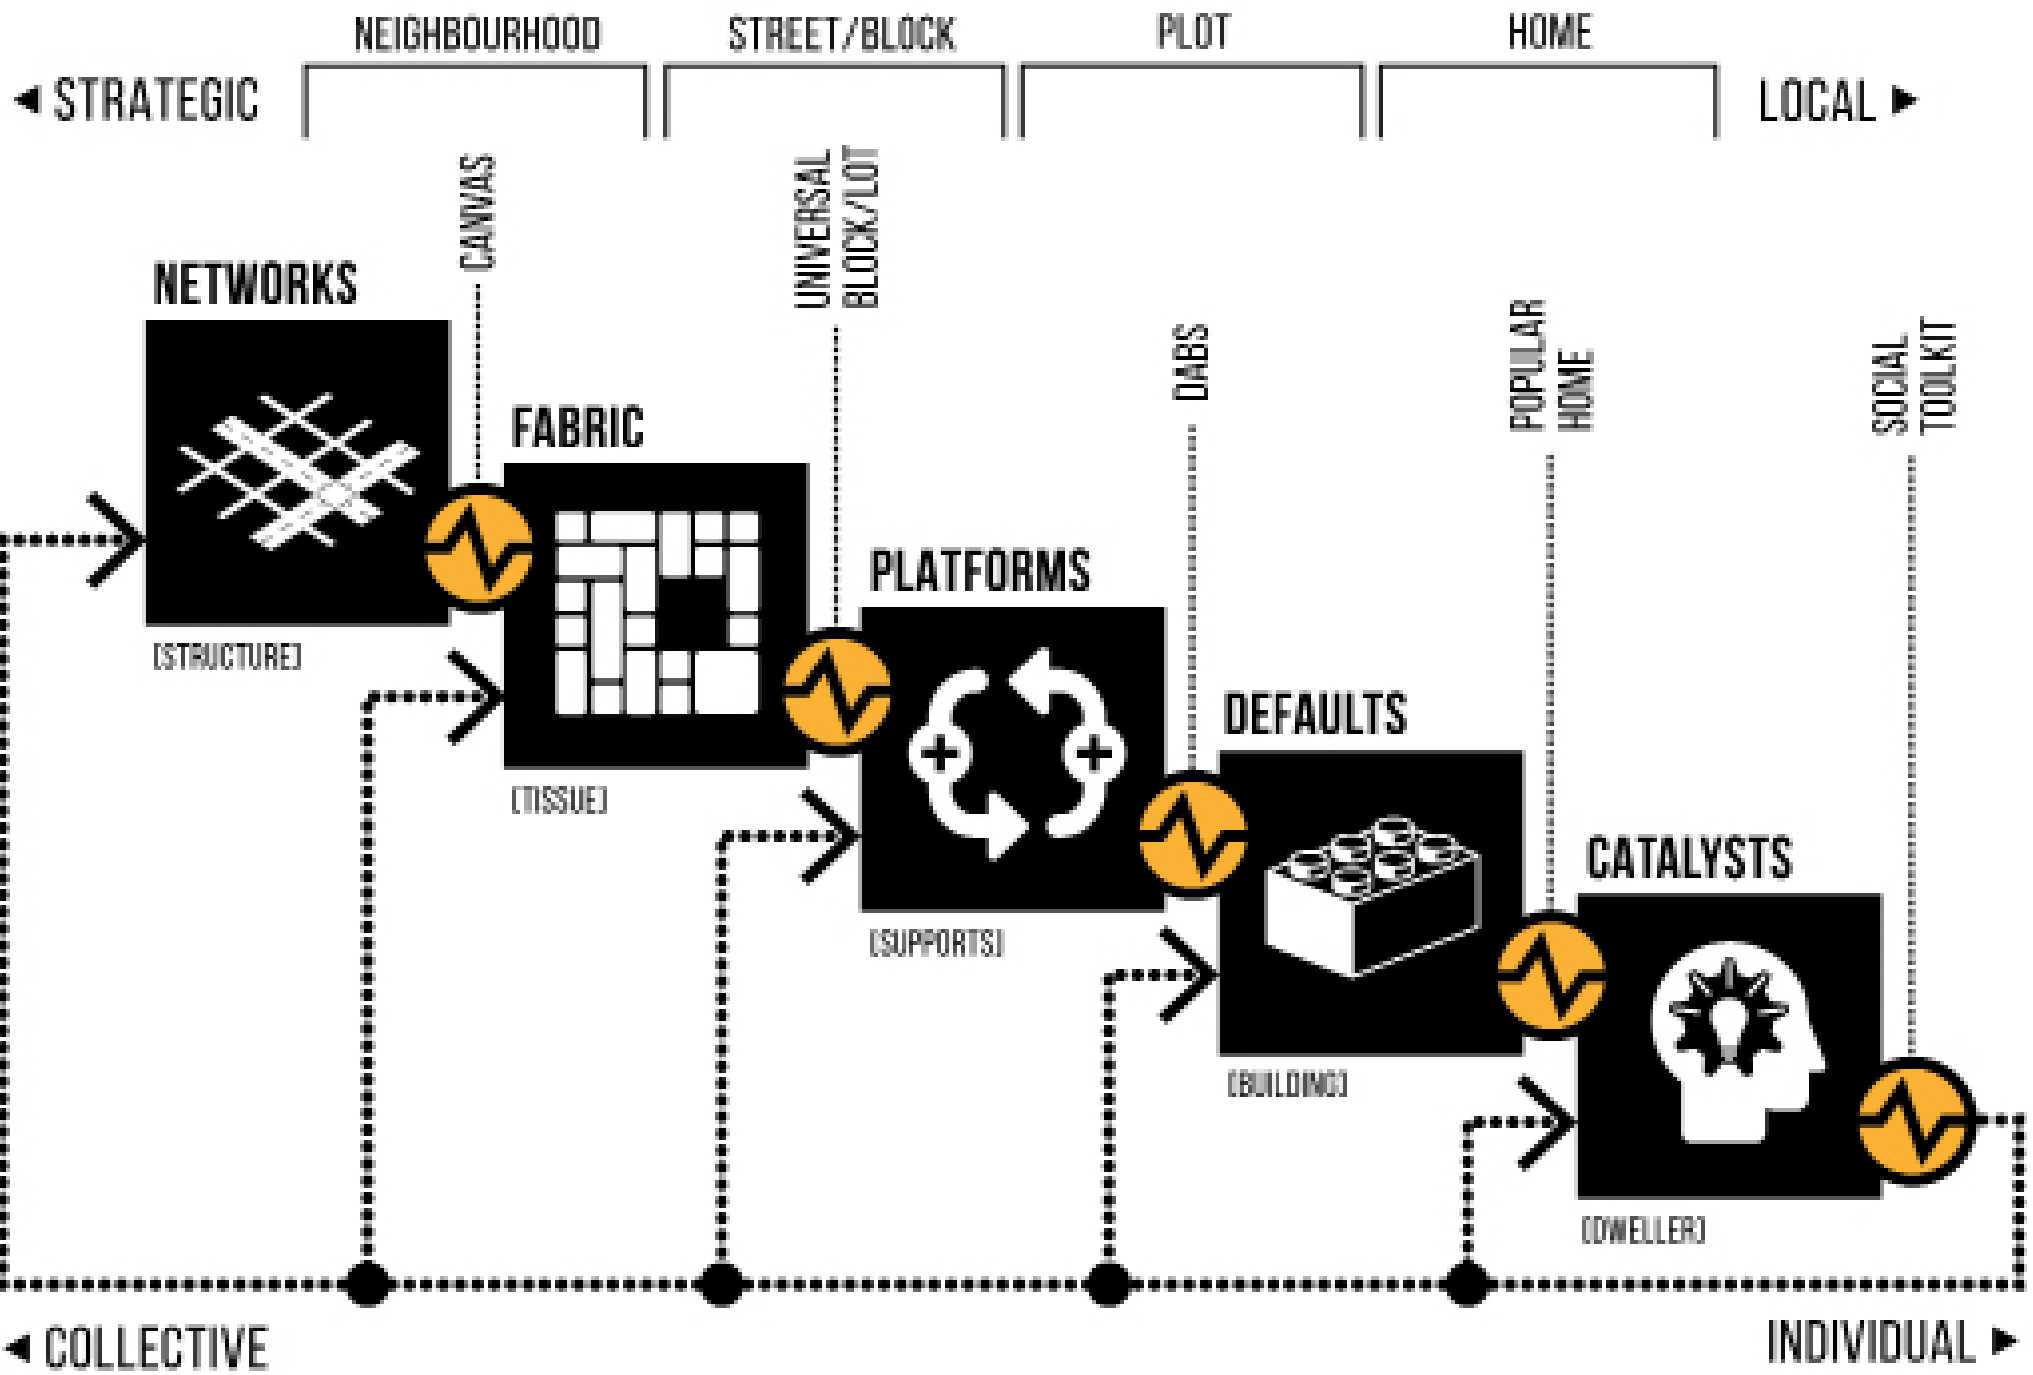 NEIGHBOURHOOD
STREET/BLOCK
PLOT
HOME
◄ STRATEGIC
LOCAL ►
CANVAS
UNIVERSAL
BLOCK/LOT
DABS
POPULAR
HOME
SOCIAL
TOOLKIT
NETWORKS
[STRUCTURE]
FABRIC
[TISSUE]
PLATFORMS
[SUPPORTS]
DEFAULTS
[BUILDING]
CATALYSTS
[DWELLER]
◄ COLLECTIVE
INDIVIDUAL ►